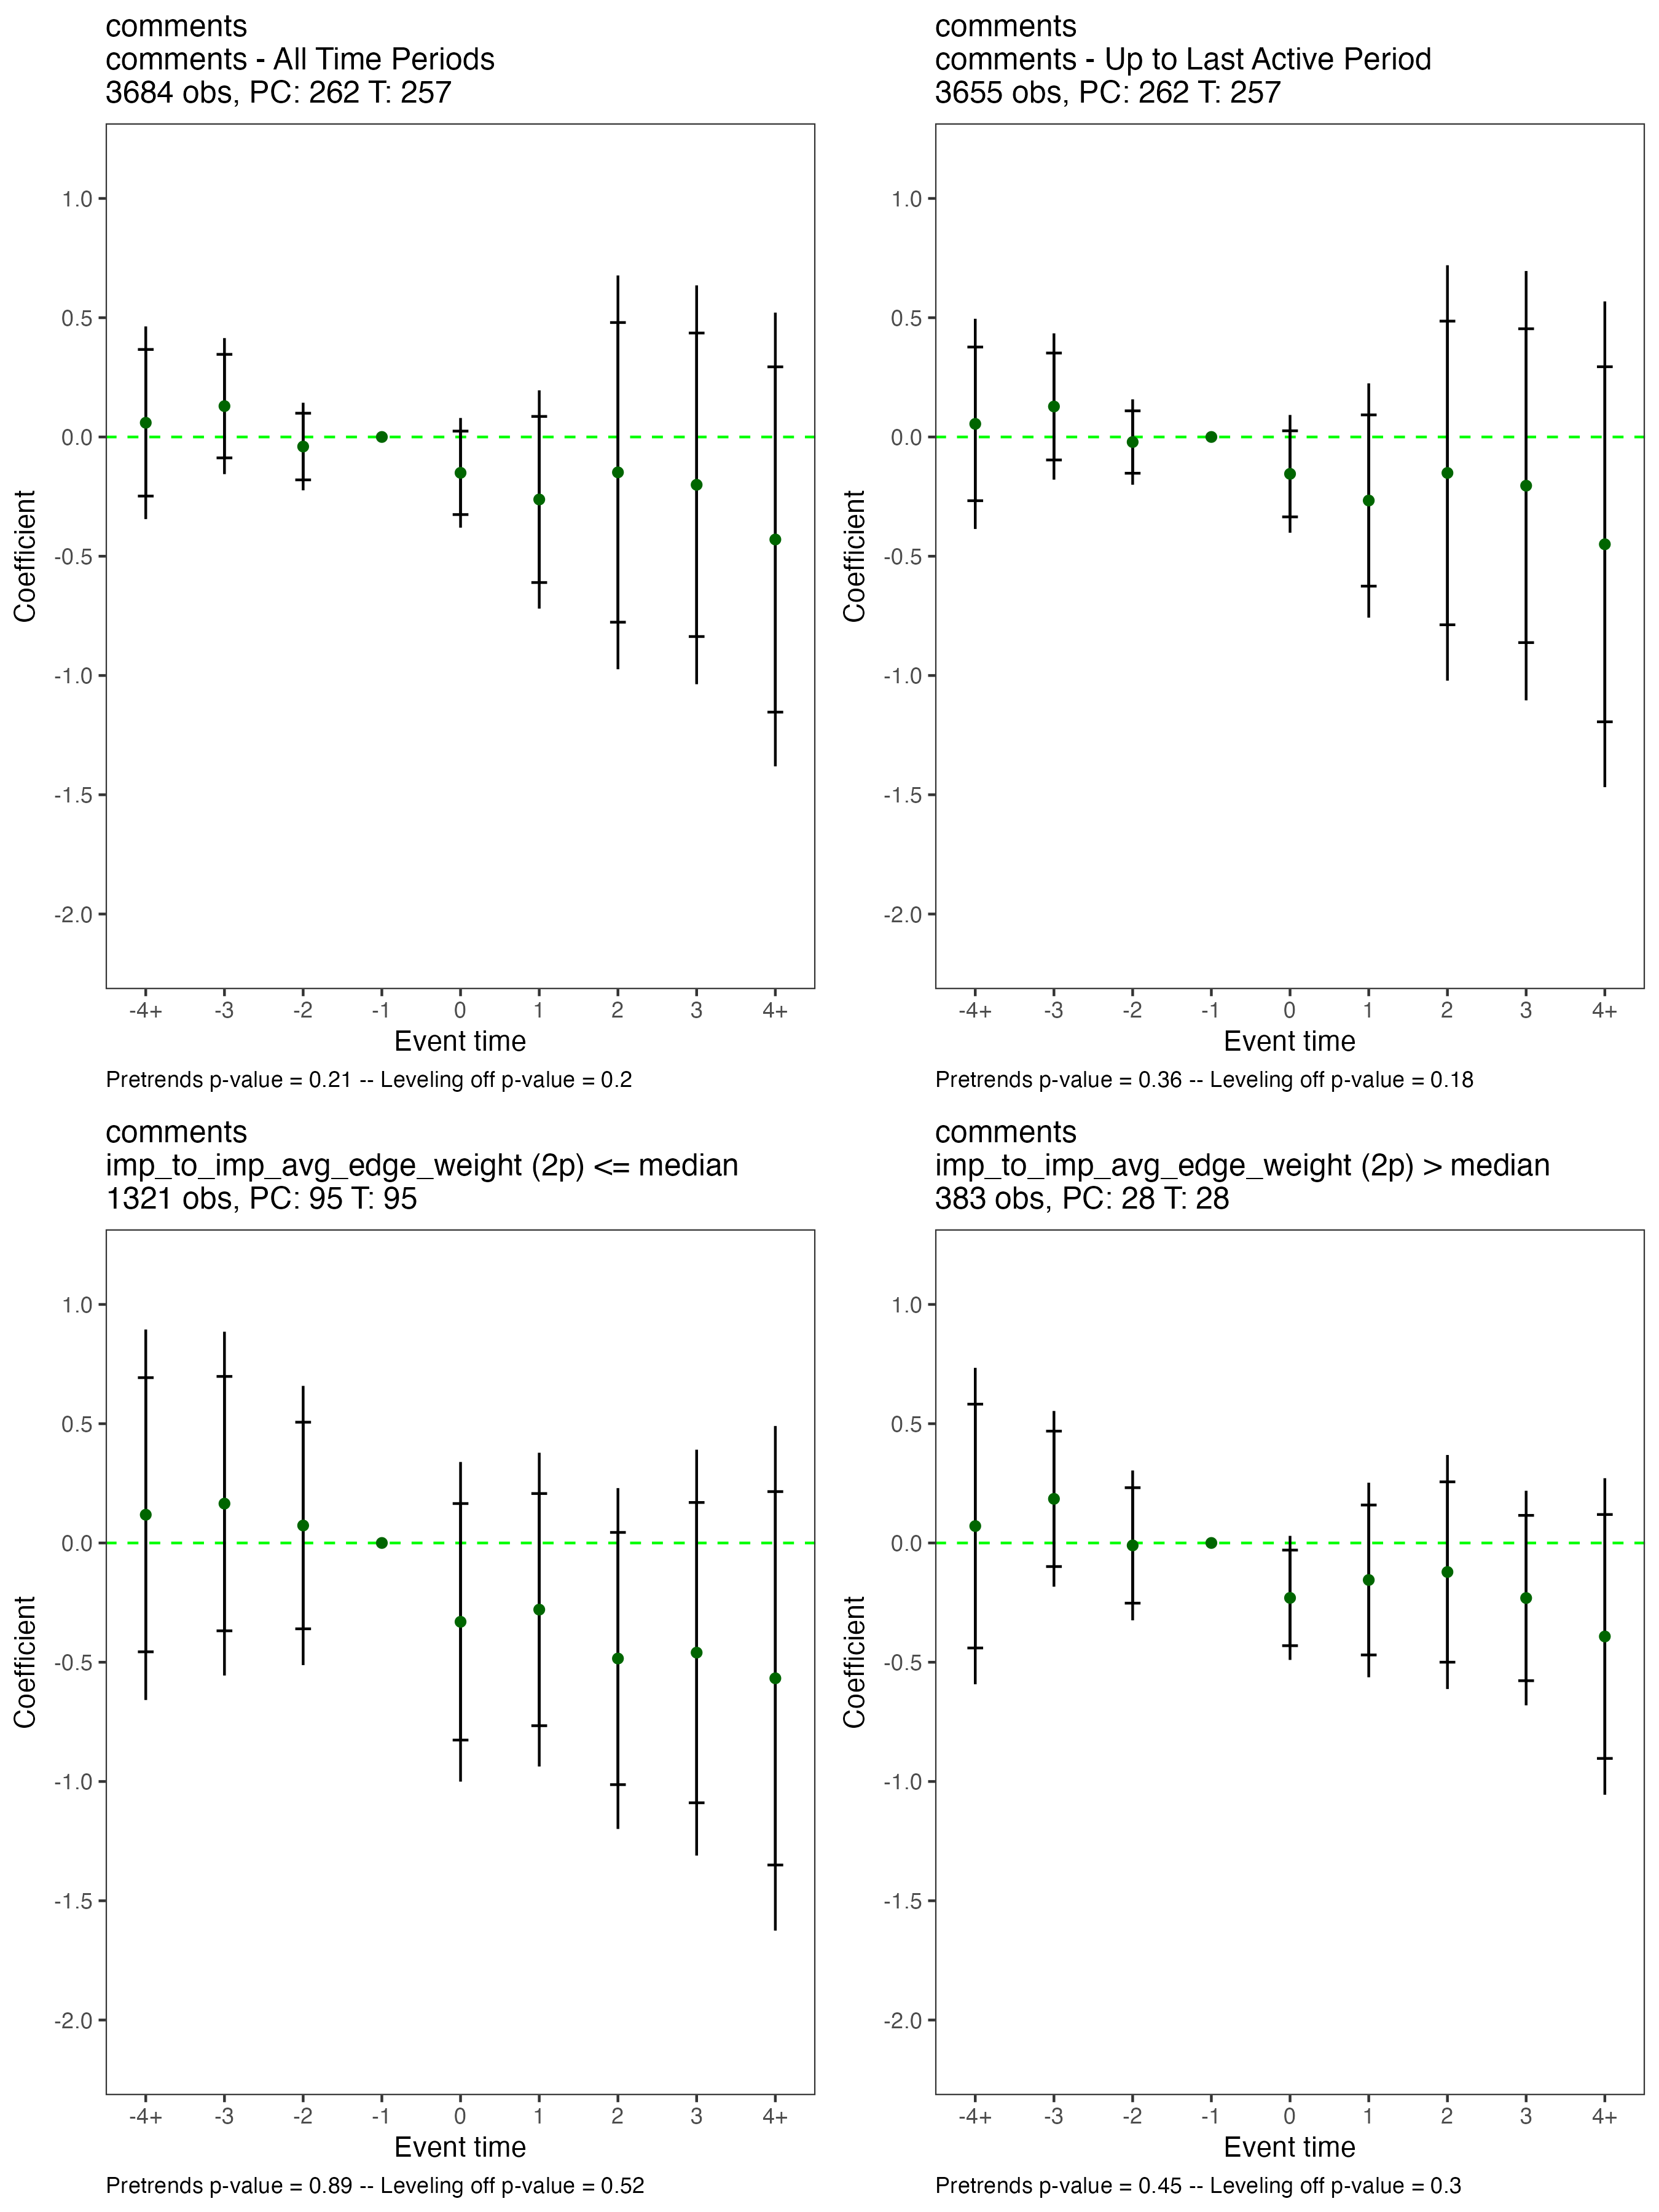 comments
comments - All Time Periods
3684 obs, PC: 262 T: 257
1.0
0.5
0.0
-0.5
-1.0
-1.5
-2.0
Coefficient
-4+ -3 -2 -1 0 1 2 3 4+
Event time
Pretrends p-value = 0.21 -- Leveling off p-value = 0.2
comments
comments - Up to Last Active Period
3655 obs, PC: 262 T: 257
1.0
0.5
0.0
-0.5
-1.0
-1.5
-2.0
Coefficient
-4+ -3 -2 -1 0 1 2 3 4+
Event time
Pretrends p-value = 0.36 -- Leveling off p-value = 0.18
comments
imp_to_imp_avg_edge_weight (2p) <= median
1321 obs, PC: 95 T: 95
1.0
0.5
0.0
-0.5
-1.0
-1.5
-2.0
Coefficient
-4+ -3 -2 -1 0 1 2 3 4+
Event time
Pretrends p-value = 0.89 -- Leveling off p-value = 0.52
comments
imp_to_imp_avg_edge_weight (2p) > median
383 obs, PC: 28 T: 28
1.0
0.5
0.0
-0.5
-1.0
-1.5
-2.0
Coefficient
-4+ -3 -2 -1 0 1 2 3 4+
Event time
Pretrends p-value = 0.45 -- Leveling off p-value = 0.3